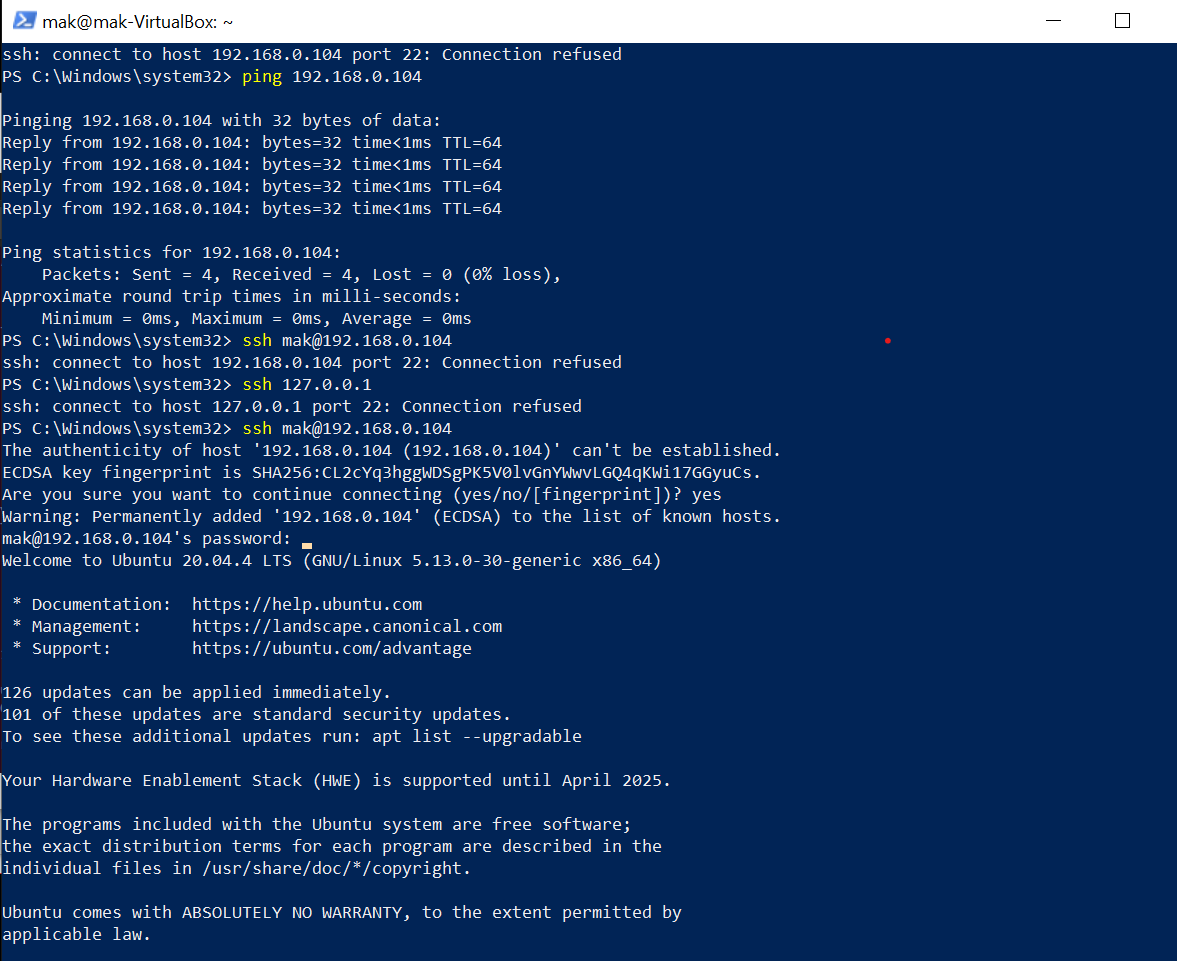 mak@mak-VirtualBox: ~
ssh: connect to host 192.168.0.104 port 22: Connection refused
PS C:\Windows\system32> ping 192.168.0.104
Pinging 192.168.0.104 with 32 bytes of data:
Reply from 192.168.0.104: bytes=32 time<1ms TTL=64
Reply from 192.168.0.104: bytes=32 time<1ms TTL=64
Reply from 192.168.0.104: bytes=32 time<1ms TTL=64
Reply from 192.168.0.104: bytes=32 time<1ms TTL=64
Ping statistics for 192.168.0.104:
    Packets: Sent = 4, Received = 4, Lost = 0 (0% loss),
Approximate round trip times in milli-seconds:
    Minimum = 0ms, Maximum = 0ms, Average = 0ms
PS C:\Windows\system32> ssh mak@192.168.0.104
ssh: connect to host 192.168.0.104 port 22: Connection refused
PS C:\Windows\system32> ssh 127.0.0.1
ssh: connect to host 127.0.0.1 port 22: Connection refused
PS C:\Windows\system32> ssh mak@192.168.0.104
The authenticity of host '192.168.0.104 (192.168.0.104)' can't be established.
ECDSA key fingerprint is SHA256:CL2cYq3hggWDSgPK5V0lvGnYWwvLGQ4qKWi17GGyuCs.
Are you sure you want to continue connecting (yes/no/[fingerprint])? yes
Warning: Permanently added '192.168.0.104' (ECDSA) to the list of known hosts.
mak@192.168.0.104's password:
Welcome to Ubuntu 20.04.4 LTS (GNU/Linux 5.13.0-30-generic x86_64)
 * Documentation:  https://help.ubuntu.com
 * Management:     https://landscape.canonical.com
 * Support:        https://ubuntu.com/advantage
126 updates can be applied immediately.
101 of these updates are standard security updates.
To see these additional updates run: apt list --upgradable
Your Hardware Enablement Stack (HWE) is supported until April 2025.
The programs included with the Ubuntu system are free software;
the exact distribution terms for each program are described in the
individual files in /usr/share/doc/*/copyright.
Ubuntu comes with ABSOLUTELY NO WARRANTY, to the extent permitted by
applicable law.